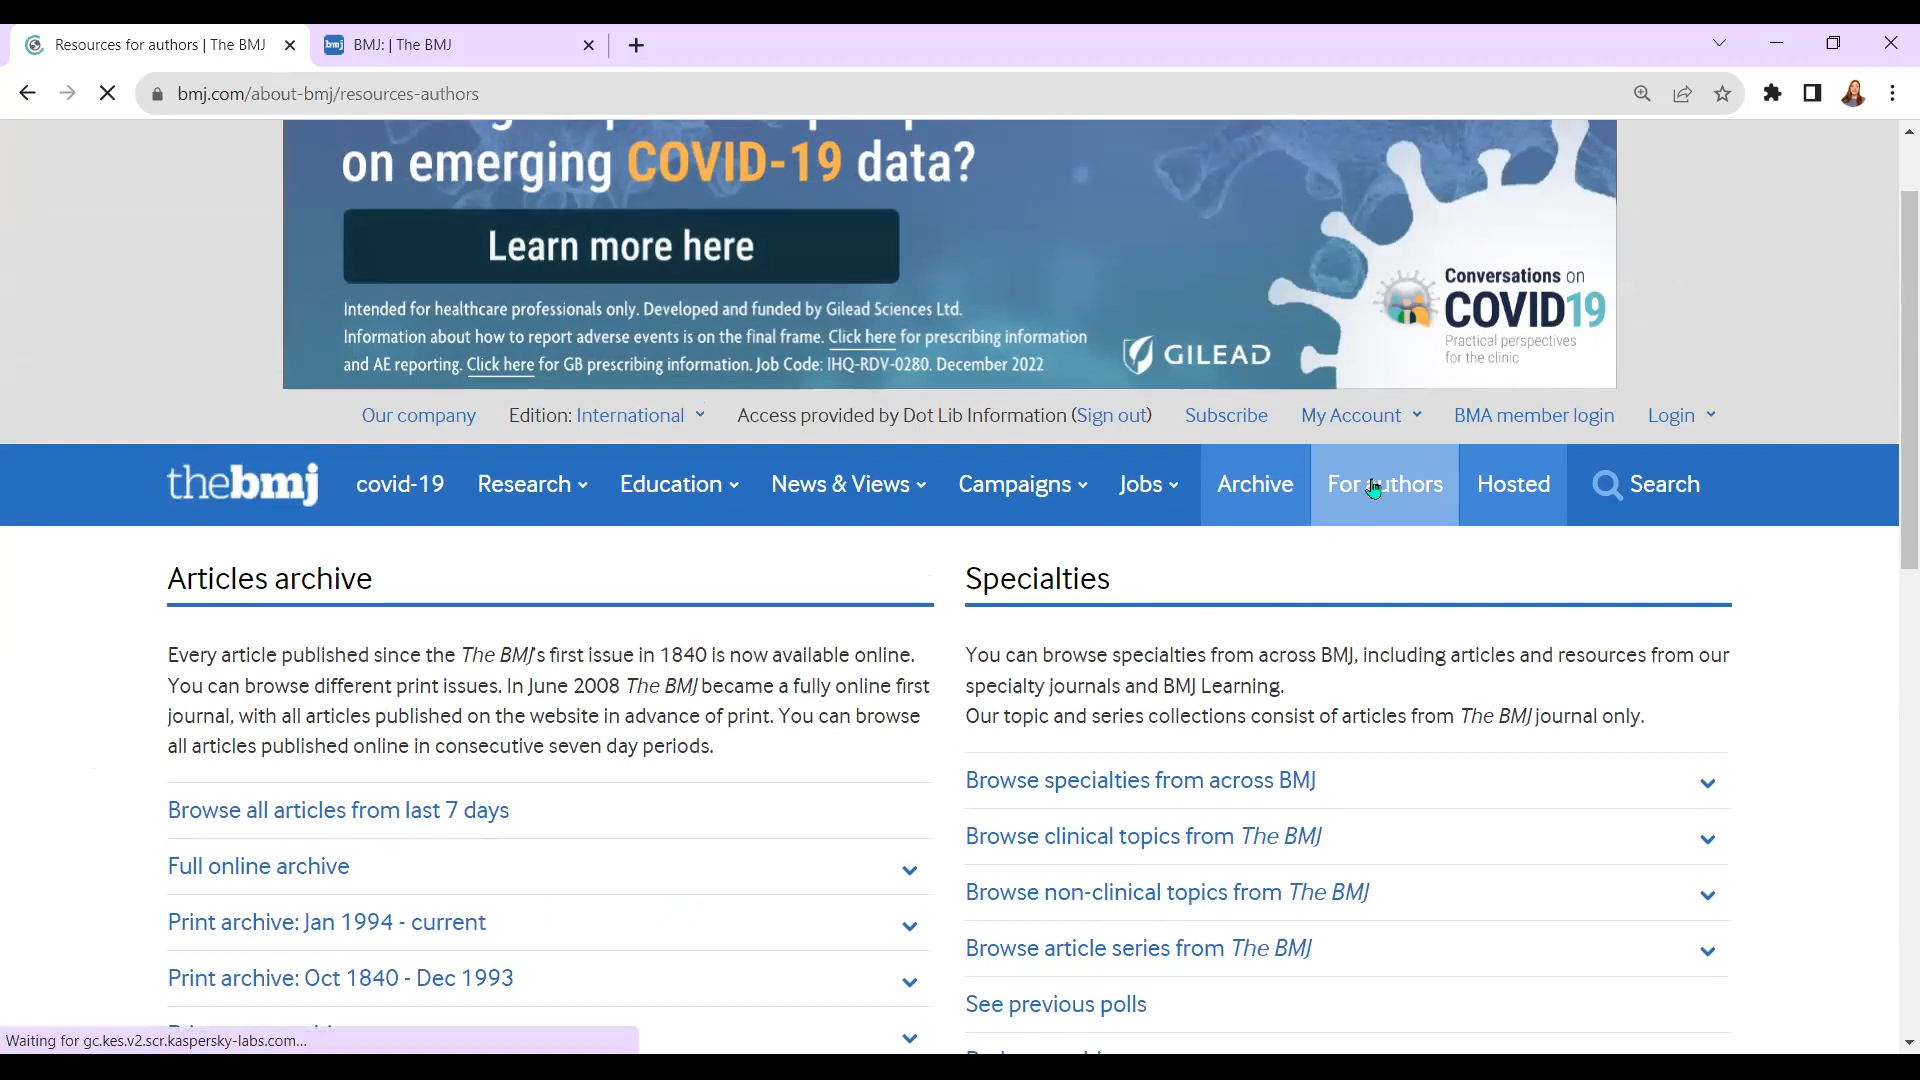 Resources for authors | The BMJ
bmj BMJ: | The BMJ
bmj.com/about-bmj/resources-authors
on emerging COVID-19 data?
Learn more here
Intended for healthcare professionals only. Developed and funded by Gilead Sciences Ltd.
Information about how to report adverse events is on the final frame. Click here for prescribing information
and AE reporting. Click here for GB prescribing information. Job Code: IHQ-RDV-0280. December 2022
GILEAD
Conversations on
COVID19
Practical perspectives
for the clinic
Our company Edition: International Access provided by Dot Lib Information (Sign out) Subscribe My Account BMA member login Login
thebmj covid-19 Research Education News & Views Campaigns Jobs Archive For authors Hosted Search
Articles archive
Every article published since the The BMJ's first issue in 1840 is now available online.
You can browse different print issues. In June 2008 The BMJ became a fully online first
journal, with all articles published on the website in advance of print. You can browse
all articles published online in consecutive seven day periods.
Browse all articles from last 7 days
Full online archive
Print archive: Jan 1994 - current
Print archive: Oct 1840 - Dec 1993
Specialties
You can browse specialties from across BMJ, including articles and resources from our
specialty journals and BMJ Learning.
Our topic and series collections consist of articles from The BMJ journal only.
Browse specialties from across BMJ
Browse clinical topics from The BMJ
Browse non-clinical topics from The BMJ
Browse article series from The BMJ
See previous polls
Waiting for gc.kes.v2.scr.kaspersky-labs.com...